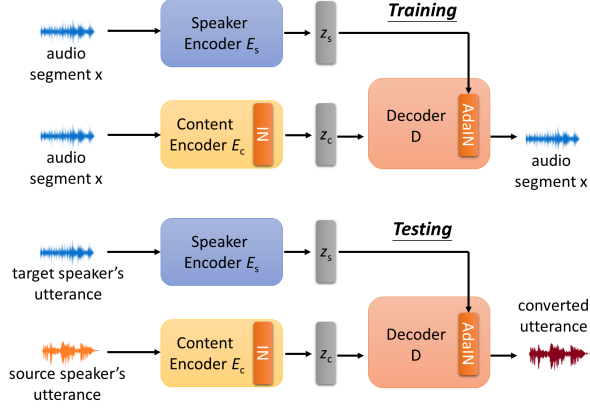 Training
Speaker
Encoder Es
zs
audio
segment x
Content
Encoder Ec
IN
zc
Decoder
D
AdaIN
audio
segment x
audio
segment x
Testing
Speaker
Encoder Es
zs
target speaker's
utterance
Content
Encoder Ec
IN
zc
Decoder
D
AdaIN
converted
utterance
source speaker's
utterance